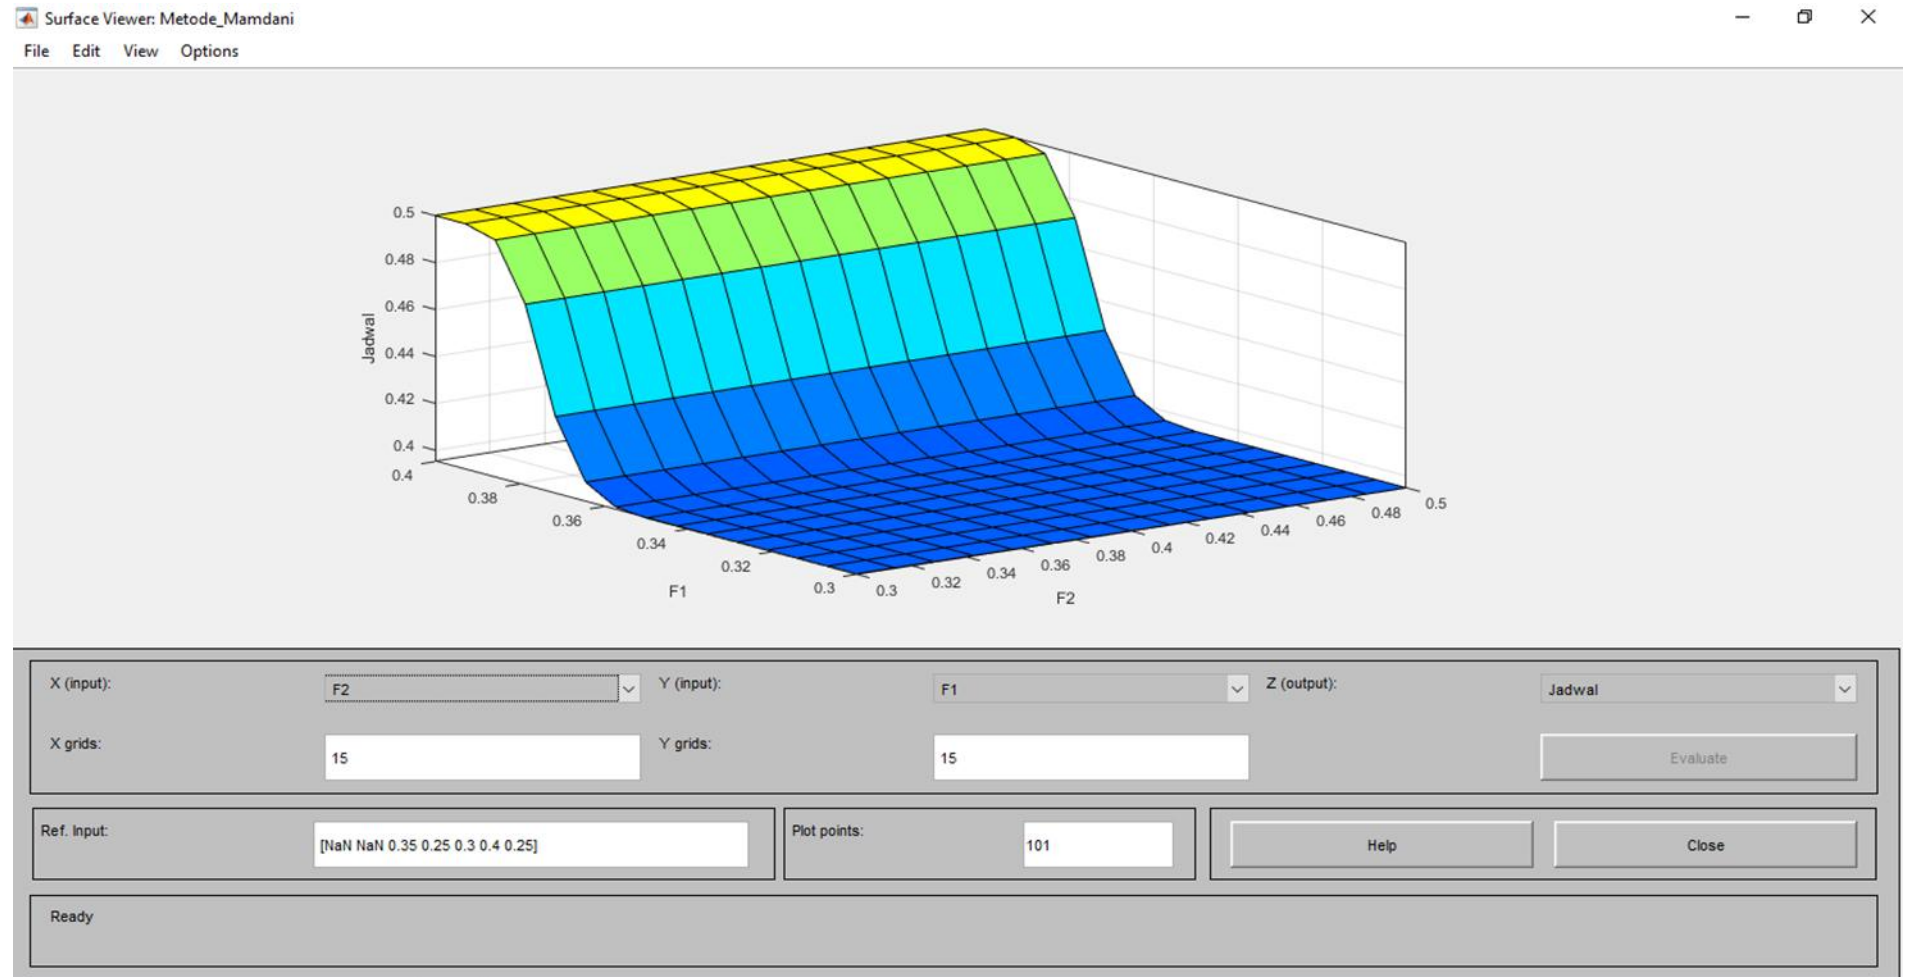 Surface Viewer: Metode_Mamdani
File Edit View Options
0.5
0.48
0.46
0.44
0.42
0.4
Jadwal
0.4
0.38
0.36
0.34
0.32
0.3
F1
0.3
0.32
0.34
0.36
0.38
0.4
0.42
0.44
0.46
0.48
0.5
F2
X (input): F2 Y (input): F1 Z (output): Jadwal
X grids: 15 Y grids: 15 Evaluate
Ref. Input: [NaN NaN 0.35 0.25 0.3 0.4 0.25] Plot points: 101 Help Close
Ready